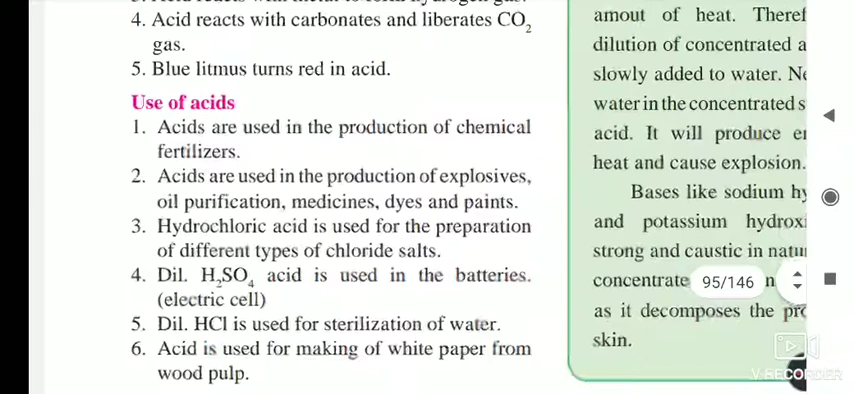 4. Acid reacts with carbonates and liberates CO₂
gas.
5. Blue litmus turns red in acid.
Use of acids
1. Acids are used in the production of chemical
fertilizers.
2. Acids are used in the production of explosives,
oil purification, medicines, dyes and paints.
3. Hydrochloric acid is used for the preparation
of different types of chloride salts.
4. Dil. H₂SO₄ acid is used in the batteries.
(electric cell)
5. Dil. HCl is used for sterilization of water.
6. Acid is used for making of white paper from
wood pulp.
amout of heat. Theref
dilution of concentrated a
slowly added to water. Ne
water in the concentrated s
acid. It will produce en
heat and cause explosion.
Bases like sodium hy
and potassium hydroxi
strong and caustic in natu
concentrate
as it decomposes the pro
skin.
95/146
V-RECORDER